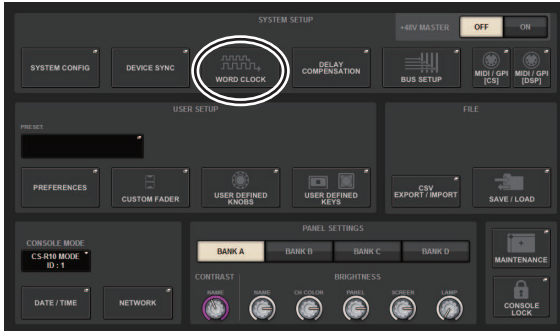 SYSTEM SETUP
+48V MASTER
OFF
ON
SYSTEM CONFIG
DEVICE SYNC
WORD CLOCK
DELAY
COMPENSATION
BUS SETUP
MIDI / GPI
[CS]
MIDI / GPI
[DSP]
USER SETUP
FILE
PRESET
PREFERENCES
CUSTOM FADER
USER DEFINED
KNOBS
USER DEFINED
KEYS
CSV
EXPORT / IMPORT
SAVE / LOAD
CONSOLE MODE
CS-R10 MODE
ID : 1
DATE / TIME
NETWORK
PANEL SETTINGS
BANK A
BANK B
BANK C
BANK D
CONTRAST
BRIGHTNESS
NAME
NAME
CH COLOR
PANEL
SCREEN
LAMP
MAINTENANCE
CONSOLE
LOCK